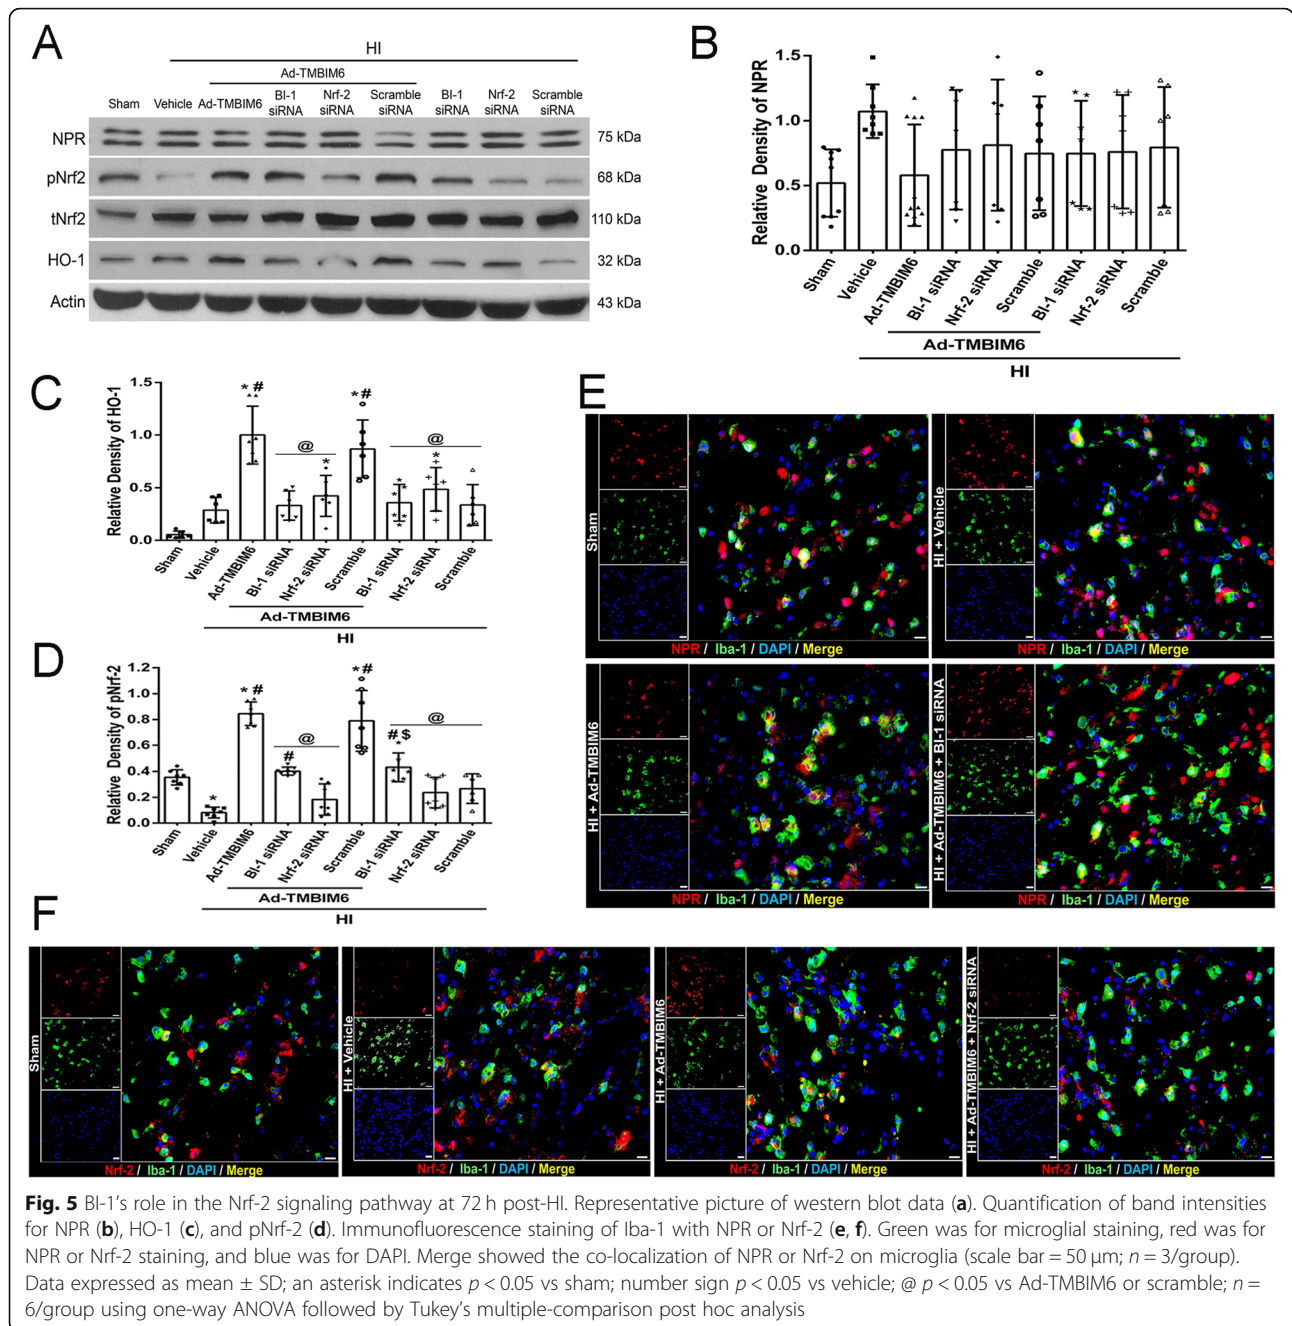 A
HI
Ad-TMBIM6
Sham Vehicle Ad-TMBIM6 BI-1 siRNA Nrf-2 siRNA Scramble siRNA BI-1 siRNA Nrf-2 siRNA Scramble siRNA
NPR 75 kDa
pNrf2 68 kDa
tNrf2 110 kDa
HO-1 32 kDa
Actin 43 kDa
B
Relative Density of NPR
1.5
1.0
0.5
0.0
Sham Vehicle Ad-TMBIM6 BI-1 siRNA Nrf-2 siRNA Scramble BI-1 siRNA Nrf-2 siRNA Scramble
Ad-TMBIM6
HI
C
Relative Density of HO-1
1.5
1.0
0.5
0.0
* # @ * * # @ *
Sham Vehicle Ad-TMBIM6 BI-1 siRNA Nrf-2 siRNA Scramble BI-1 siRNA Nrf-2 siRNA Scramble
Ad-TMBIM6
HI
D
Relative Density of pNrf-2
1.2
1.0
0.8
0.6
0.4
0.2
0.0
* * # # @ * # # $ @
Sham Vehicle Ad-TMBIM6 BI-1 siRNA Nrf-2 siRNA Scramble BI-1 siRNA Nrf-2 siRNA Scramble
Ad-TMBIM6
HI
E
Sham
NPR / Iba-1 / DAPI / Merge
HI + Vehicle
NPR / Iba-1 / DAPI / Merge
HI + Ad-TMBIM6
NPR / Iba-1 / DAPI / Merge
HI + Ad-TMBIM6 + BI-1 siRNA
NPR / Iba-1 / DAPI / Merge
F
Sham
Nrf-2 / Iba-1 / DAPI / Merge
HI + Vehicle
Nrf-2 / Iba-1 / DAPI / Merge
HI + Ad-TMBIM6
Nrf-2 / Iba-1 / DAPI / Merge
HI + Ad-TMBIM6 + Nrf-2 siRNA
Nrf-2 / Iba-1 / DAPI / Merge
Fig. 5 BI-1's role in the Nrf-2 signaling pathway at 72 h post-HI. Representative picture of western blot data (a). Quantification of band intensities
for NPR (b), HO-1 (c), and pNrf-2 (d). Immunofluorescence staining of Iba-1 with NPR or Nrf-2 (e, f). Green was for microglial staining, red was for
NPR or Nrf-2 staining, and blue was for DAPI. Merge showed the co-localization of NPR or Nrf-2 on microglia (scale bar = 50 μm; n = 3/group).
Data expressed as mean ± SD; an asterisk indicates p < 0.05 vs sham; number sign p < 0.05 vs vehicle; @ p < 0.05 vs Ad-TMBIM6 or scramble; n =
6/group using one-way ANOVA followed by Tukey's multiple-comparison post hoc analysis